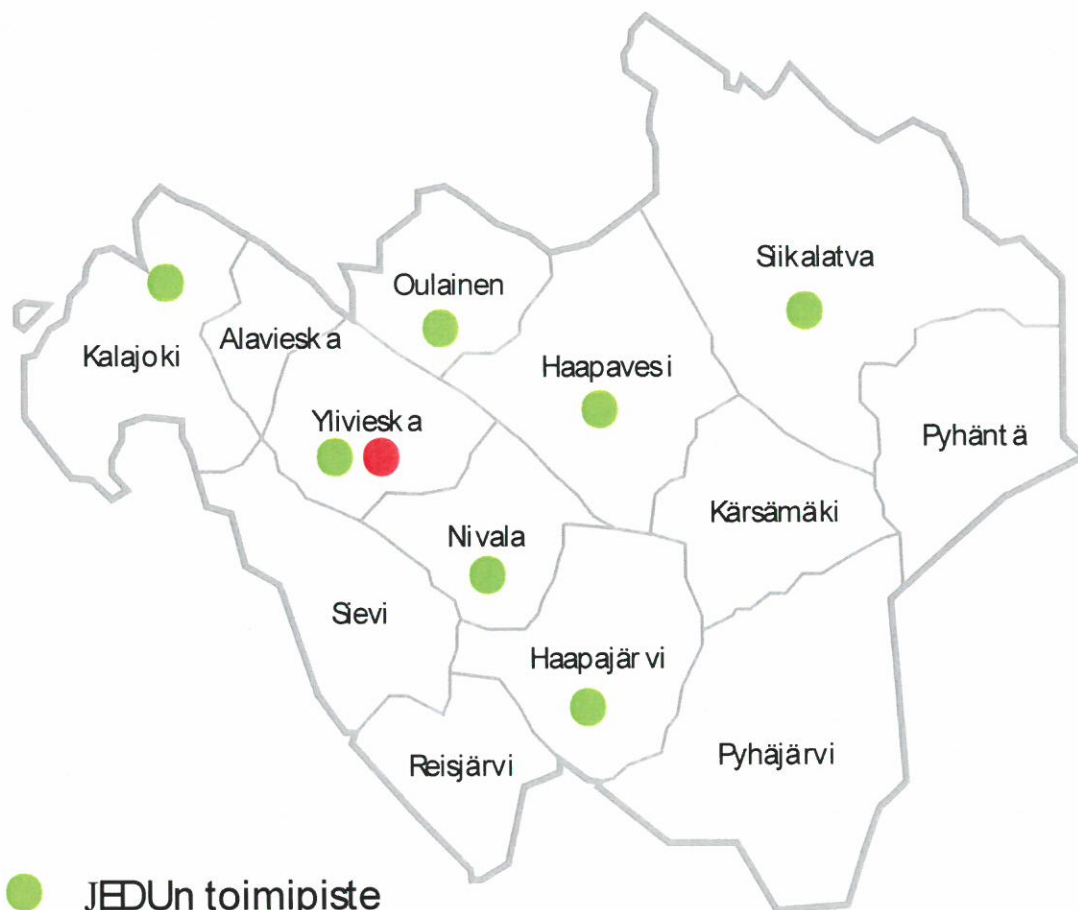 Siikalatva
Oulainen
Alavieska
Kalajoki
Haapavesi
Ylivieska
Pyhäntä
Kärsämäki
Nivala
Sievi
Haapajärvi
Pyhäjärvi
Reisjärvi
JEDUn toimipiste